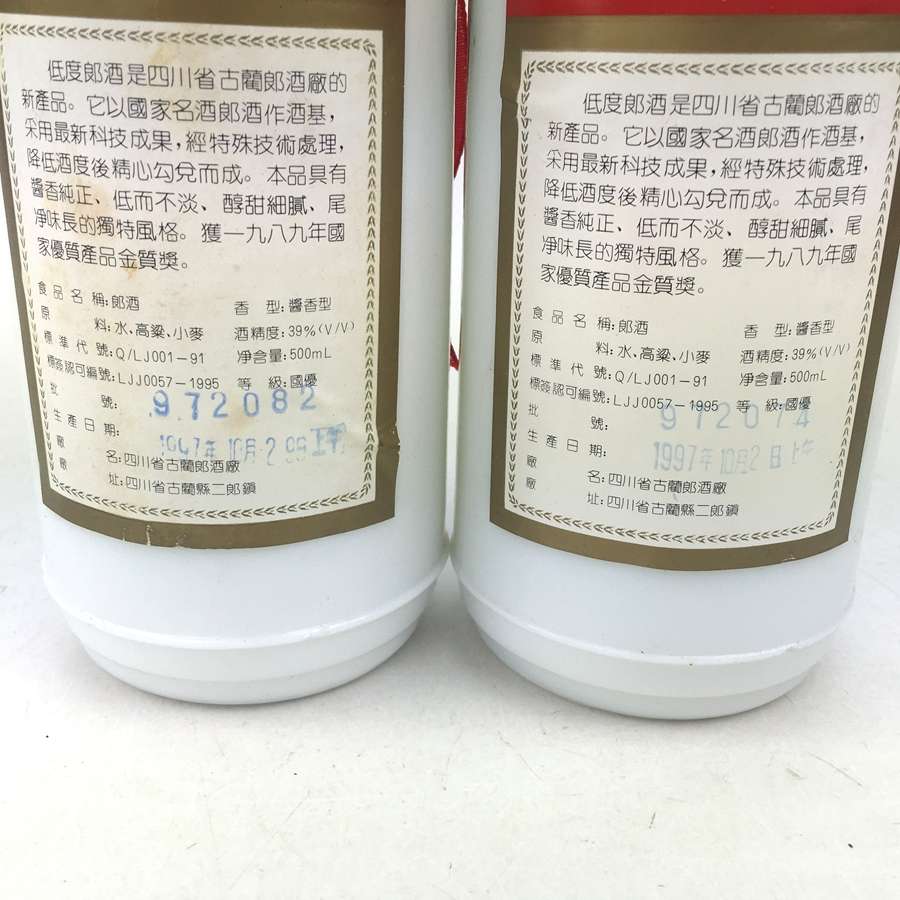 低度郎酒是四川省古藺郎酒廠的
新產品。它以國家名酒郎酒作酒基,
采用最新科技成果,經特殊技術處理,
降低酒度後精心勾兌而成。本品具有
醬香純正、低而不淡、醇甜細膩、尾
凈味長的獨特風格。獲一九八九年國
家優質產品金質獎。
食品名稱:郎酒 香型:醬香型
原料:水、高粱、小麥 酒精度:39%(V/V)
標準代號:Q/LJ001-91 净含量:500mL
標簽認可編號:LJJ0057-1995 等級:國優
批號: 972082
生產日期:
廠名:四川省古藺郎酒廠
廠址:四川省古藺縣二郎鎮
低度郎酒是四川省古藺郎酒廠的
新產品。它以國家名酒郎酒作酒基,
采用最新科技成果,經特殊技術處理,
降低酒度後精心勾兌而成。本品具有
醬香純正、低而不淡、醇甜細膩、尾
凈味長的獨特風格。獲一九八九年國
家優質產品金質獎。
食品名稱:郎酒 香型:醬香型
原料:水、高粱、小麥 酒精度:39%(V/V)
標準代號:Q/LJ001-91 净含量:500mL
標簽認可編號:LJJ0057-1995 等級:國優
批號: 972074
生產日期: 1997年10月2日上午
廠名:四川省古藺郎酒廠
廠址:四川省古藺縣二郎鎮